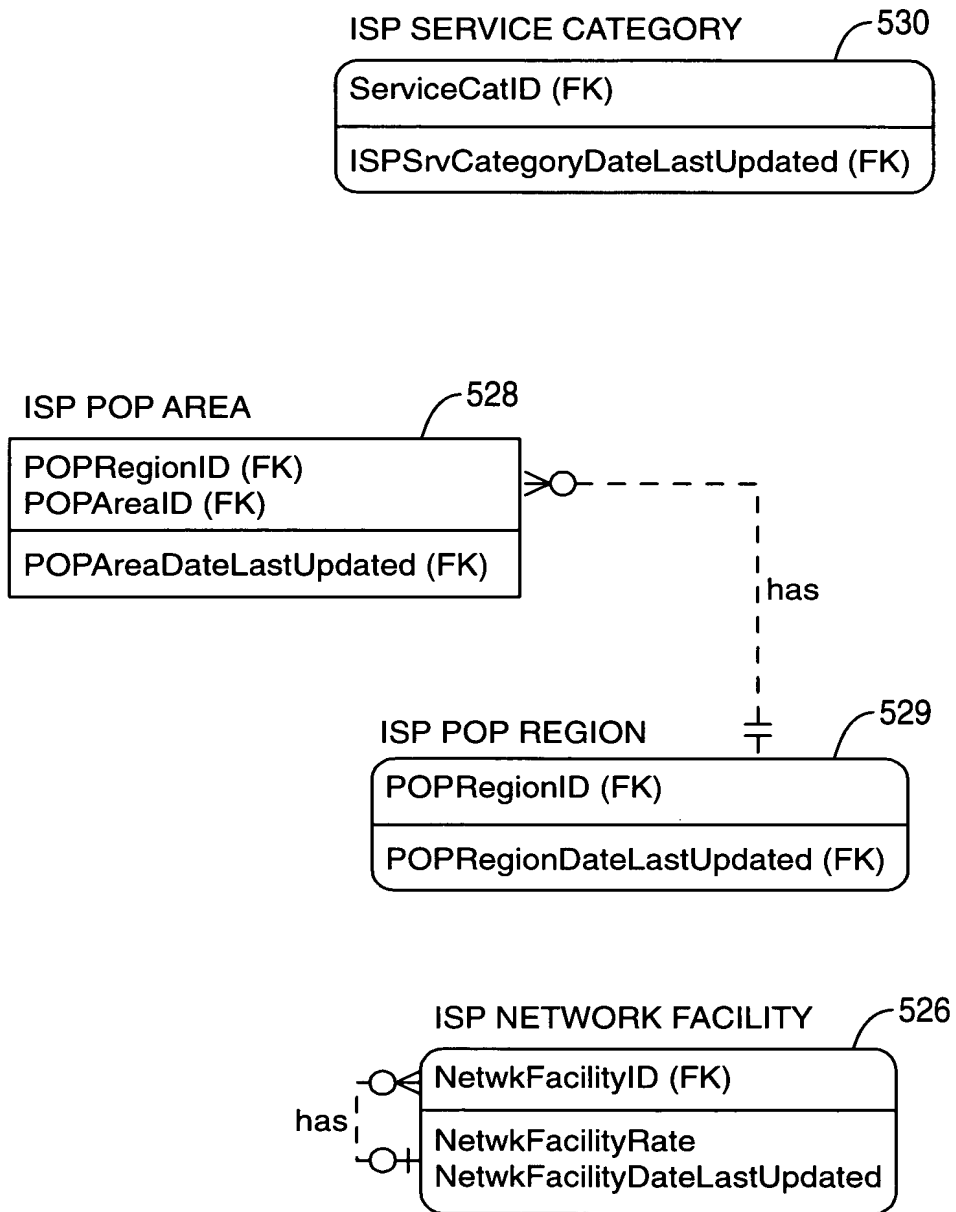 ISP SERVICE CATEGORY
530
ServiceCatID (FK)
ISPSrvCategoryDateLastUpdated (FK)
ISP POP AREA
528
POPRegionID (FK)
POPAreaID (FK)
POPAreaDateLastUpdated (FK)
has
ISP POP REGION
529
POPRegionID (FK)
POPRegionDateLastUpdated (FK)
ISP NETWORK FACILITY
526
NetwkFacilityID (FK)
has
NetwkFacilityRate
NetwkFacilityDateLastUpdated